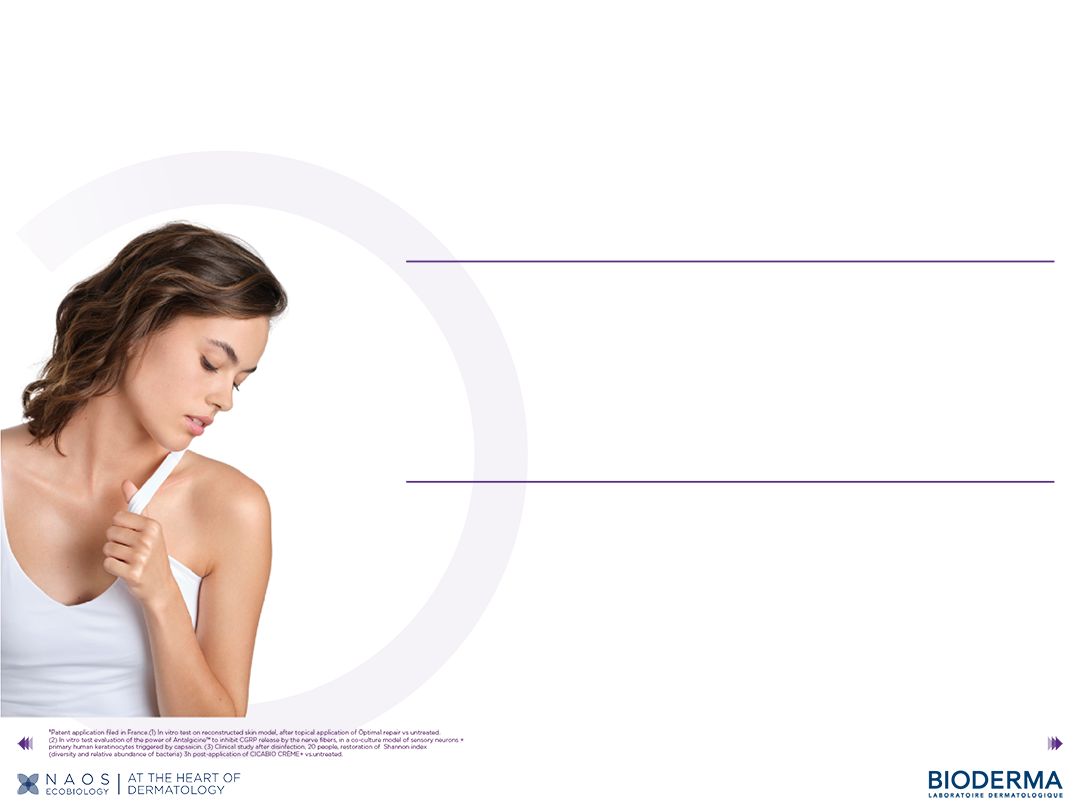 *Patent application filed in France.(1) In vitro test on reconstructed skin model, after topical application of Optimal repair vs untreated.
(2) In vitro test evaluation of the power of Antalgicine™ to inhibit CGRP release by the nerve fibers, in a co-culture model of sensory neurons +
primary human keratinocytes triggered by capsaicin. (3) Clinical study after disinfection, 20 people, restoration of Shannon index
(diversity and relative abundance of bacteria) 3h post-application of CICABIO CRÈME+ vs.untreated.
NAOS
ECOBIOLOGY
AT THE HEART OF
DERMATOLOGY
BIODERMA
LABORATOIRE DERMATOLOGIQUE